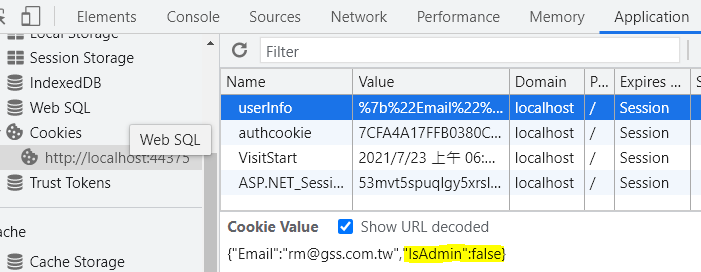 Elements Console Sources Network Performance Memory Application
Local Storage
Session Storage
IndexedDB
Web SQL
Cookies
Web SQL
http://localhost:44375
Trust Tokens
ache
Cache Storage
Filter
Name Value Domain P... Expires ... S
userInfo %7b%22Email%22%... localhost / Session
authcookie 7CFA4A17FFB0380C... localhost / Session
VisitStart 2021/7/23 上午 06:... localhost / Session
ASP.NET_Sessi... 53mvt5spuqlgy5xrsl... localhost / Session
Cookie Value Show URL decoded
{"Email":"rm@gss.com.tw","IsAdmin":false}